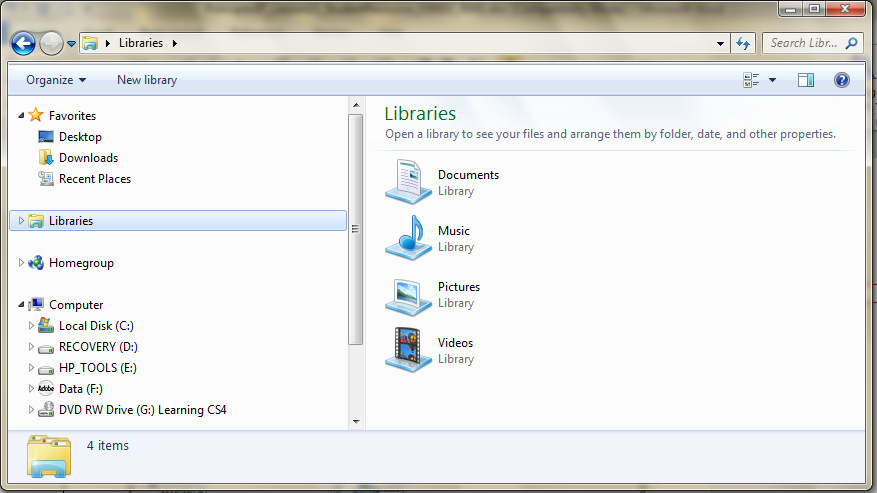 Libraries
Search Libr...
Organize
New library
Favorites
Desktop
Downloads
Recent Places
Libraries
Homegroup
Computer
Local Disk (C:)
RECOVERY (D:)
HP_TOOLS (E:)
Adobe
Data (F:)
DVD RW Drive (G:) Learning CS4
Libraries
Open a library to see your files and arrange them by folder, date, and other properties.
Documents
Library
Music
Library
Pictures
Library
Videos
Library
4 items